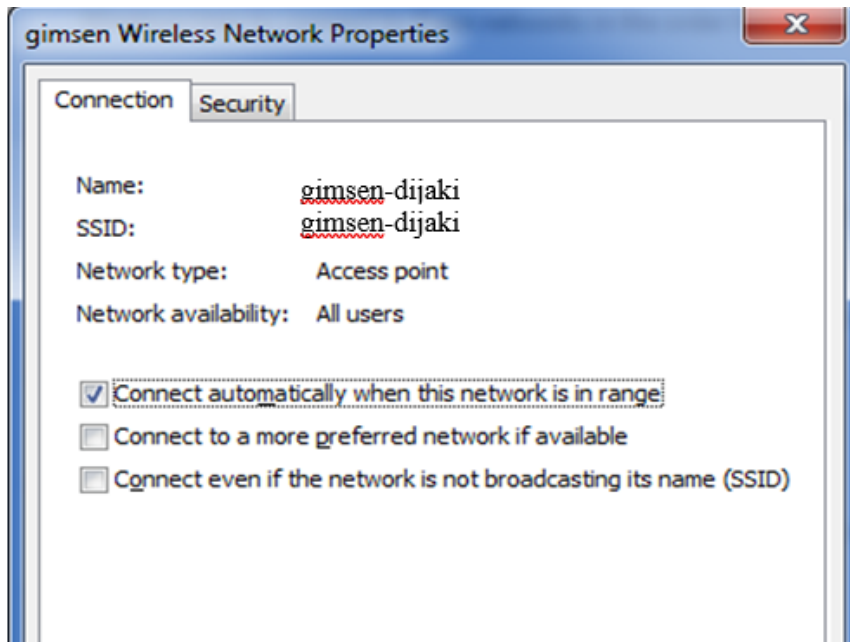 gimsen Wireless Network Properties
Connection Security
Name: gimsen-dijaki
SSID: gimsen-dijaki
Network type: Access point
Network availability: All users
Connect automatically when this network is in range
Connect to a more preferred network if available
Connect even if the network is not broadcasting its name (SSID)